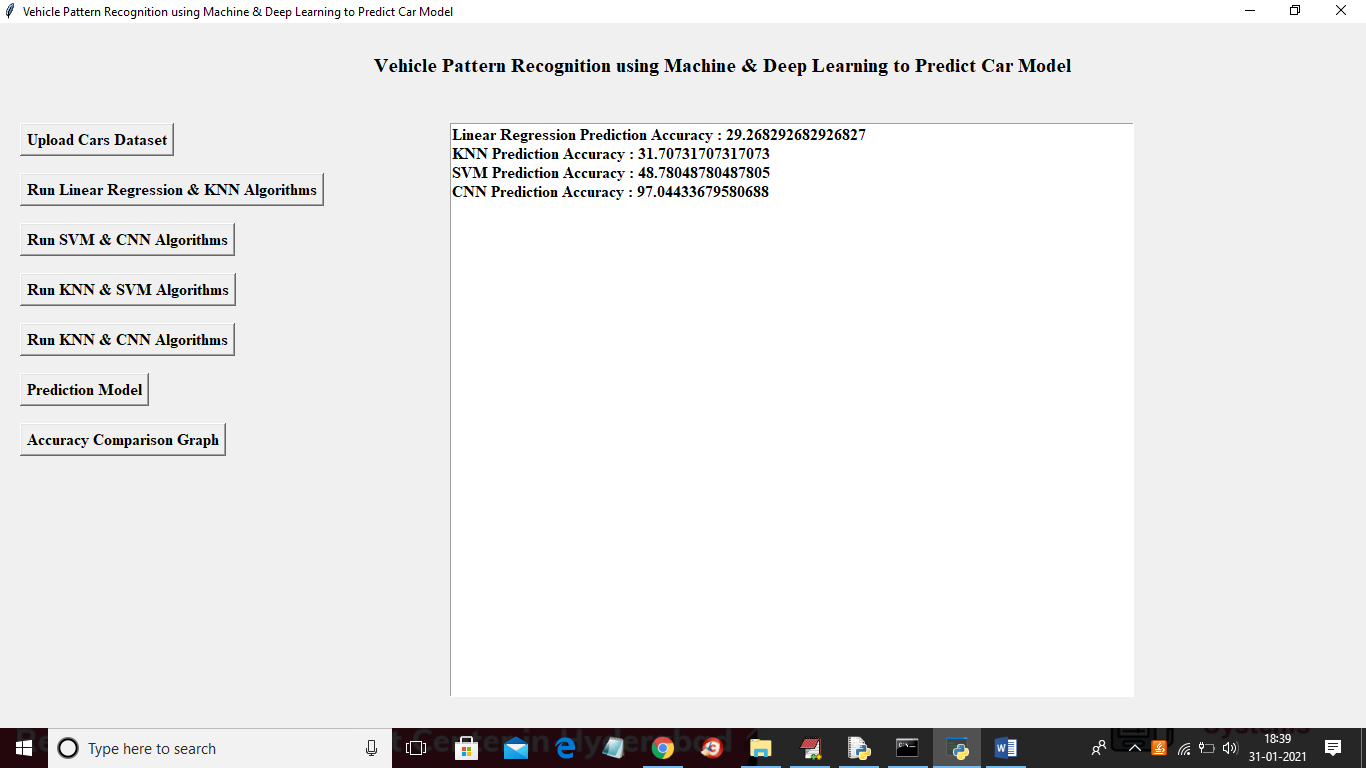 Vehicle Pattern Recognition using Machine & Deep Learning to Predict Car Model
Vehicle Pattern Recognition using Machine & Deep Learning to Predict Car Model
Upload Cars Dataset
Run Linear Regression & KNN Algorithms
Run SVM & CNN Algorithms
Run KNN & SVM Algorithms
Run KNN & CNN Algorithms
Prediction Model
Accuracy Comparison Graph
Linear Regression Prediction Accuracy : 29.268292682926827
KNN Prediction Accuracy : 31.70731707317073
SVM Prediction Accuracy : 48.78048780487805
CNN Prediction Accuracy : 97.04433679580688
Type here to search
18:39
31-01-2021